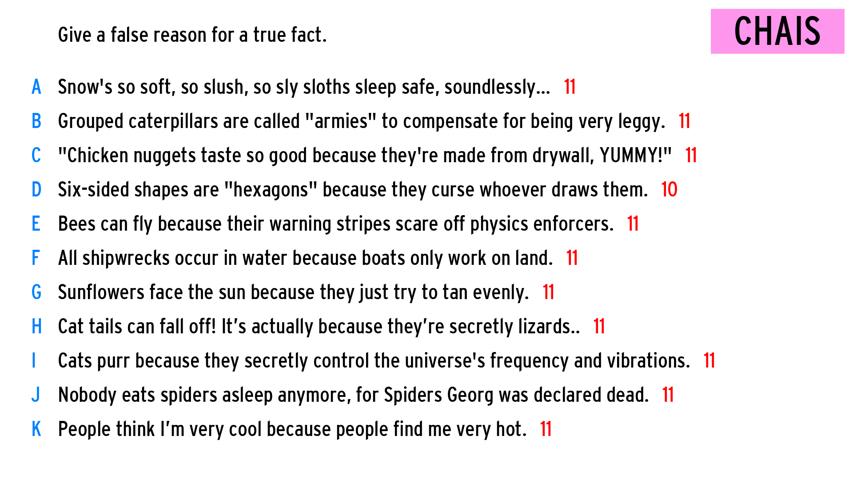 Give a false reason for a true fact.
CHAIS
A Snow's so soft, so slush, so sly sloths sleep safe, soundlessly... 11
B Grouped caterpillars are called "armies" to compensate for being very leggy. 11
C "Chicken nuggets taste so good because they're made from drywall, YUMMY!" 11
D Six-sided shapes are "hexagons" because they curse whoever draws them. 10
E Bees can fly because their warning stripes scare off physics enforcers. 11
F All shipwrecks occur in water because boats only work on land. 11
G Sunflowers face the sun because they just try to tan evenly. 11
H Cat tails can fall off! It’s actually because they’re secretly lizards.. 11
I Cats purr because they secretly control the universe's frequency and vibrations. 11
J Nobody eats spiders asleep anymore, for Spiders Georg was declared dead. 11
K People think I’m very cool because people find me very hot. 11